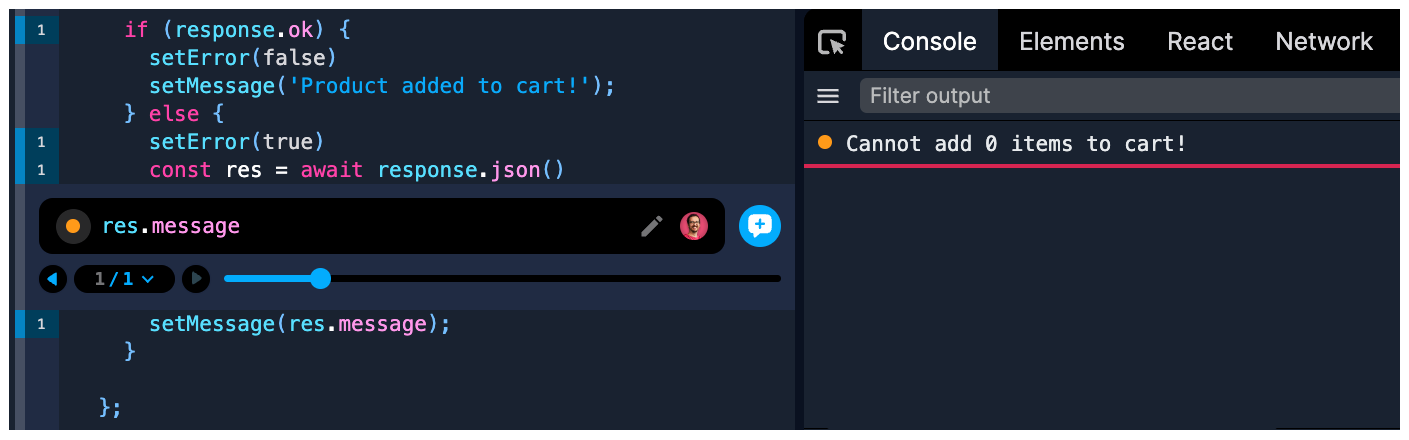 1 if (response.ok) {
setError(false)
setMessage('Product added to cart!');
} else {
1 setError(true)
1 const res = await response.json()
res.message
1/1
1 setMessage(res.message);
}
};
Console Elements React Network
Filter output
Cannot add 0 items to cart!